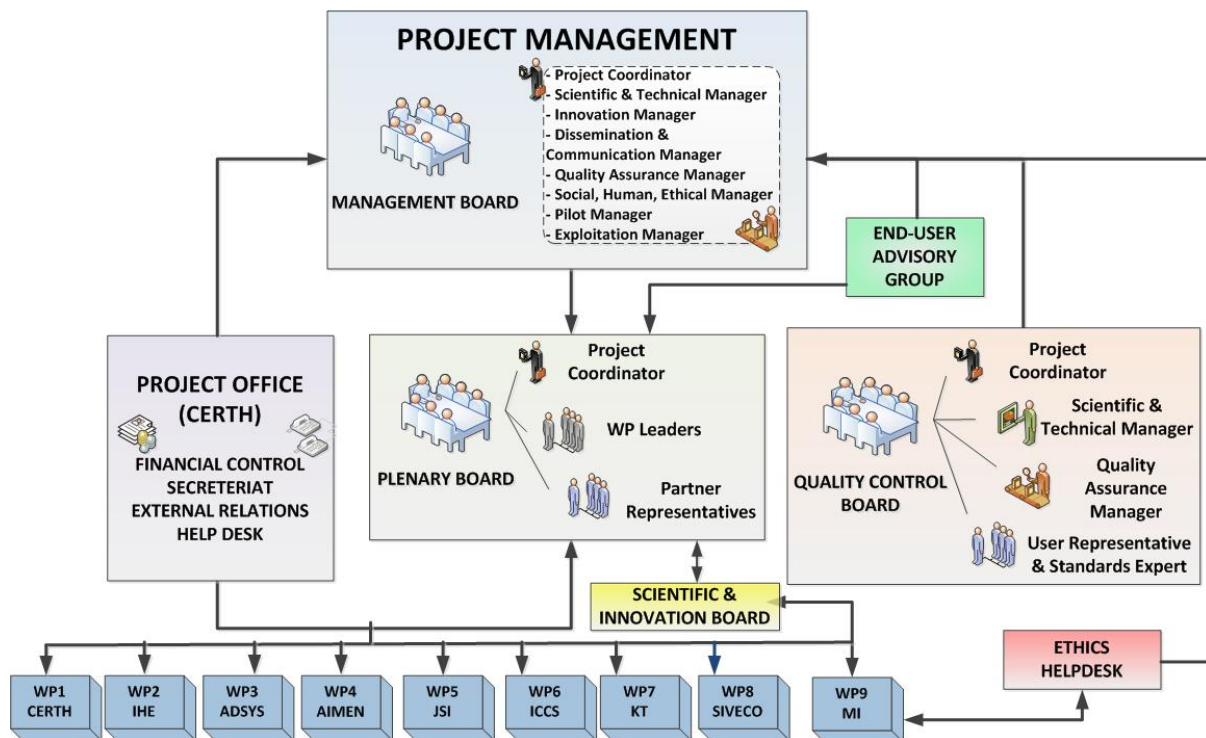 PROJECT MANAGEMENT
- Project Coordinator
- Scientific & Technical Manager
- Innovation Manager
- Dissemination &
Communication Manager
- Quality Assurance Manager
- Social, Human, Ethical Manager
- Pilot Manager
- Exploitation Manager
MANAGEMENT BOARD
END-USER
ADVISORY
GROUP
PROJECT OFFICE
(CERTH)
FINANCIAL CONTROL
SECRETERIAT
EXTERNAL RELATIONS
HELP DESK
Project
Coordinator
WP Leaders
PLENARY BOARD
Partner
Representatives
Project
Coordinator
Scientific &
Technical Manager
QUALITY CONTROL
BOARD
Quality
Assurance
Manager
User Representative
& Standards Expert
SCIENTIFIC &
INNOVATION BOARD
ETHICS
HELPDESK
WP1
CERTH
WP2
IHE
WP3
ADSYS
WP4
AIMEN
WP5
JSI
WP6
ICCS
WP7
KT
WP8
SIVECO
WP9
MI